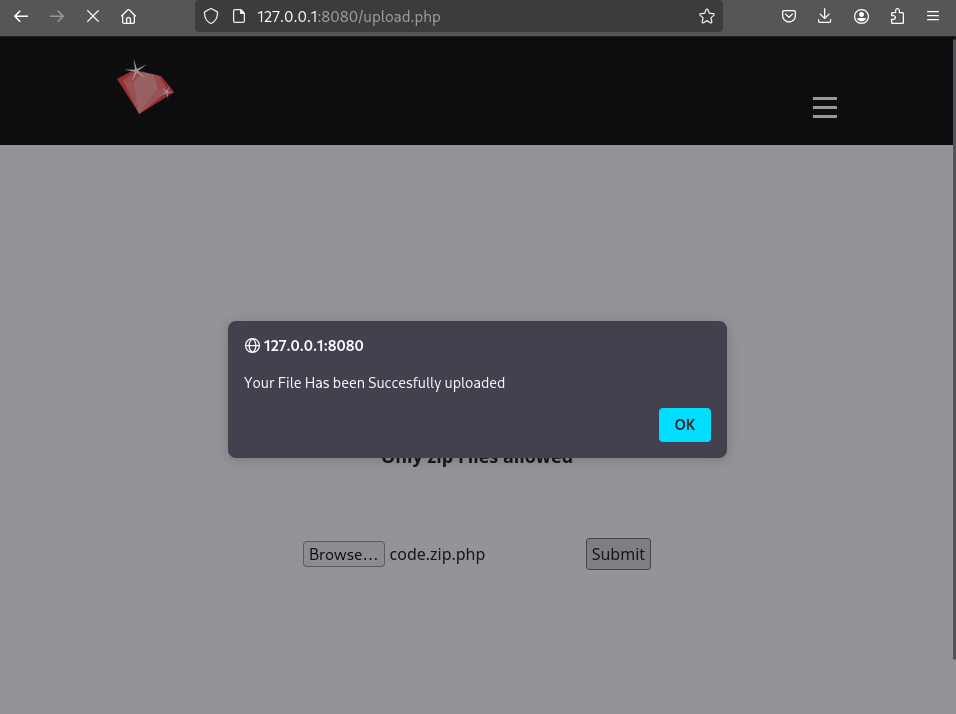 127.0.0.1:8080/upload.php
127.0.0.1:8080
Your File Has been Succesfully uploaded
OK
Only zip Files allowed
Browse... code.zip.php Submit